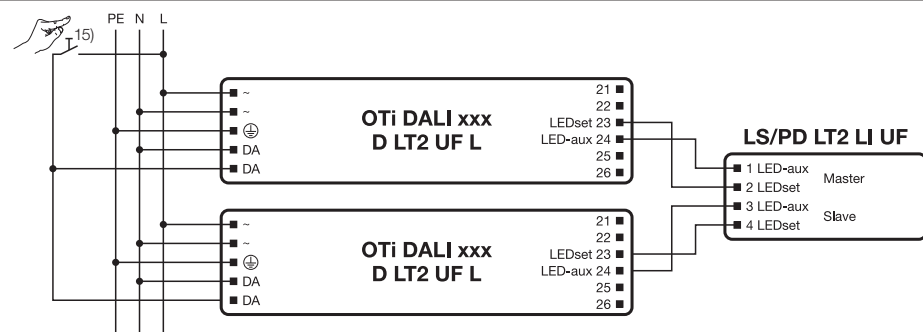 PE N L
15)
~
~
DA
DA
OTi DALI xxx
D LT2 UF L
21
22
LEDset 23
LED-aux 24
25
26
LS/PD LT2 LI UF
1 LED-aux
2 LEDset
Master
3 LED-aux
4 LEDset
Slave
~
~
DA
DA
OTi DALI xxx
D LT2 UF L
21
22
LEDset 23
LED-aux 24
25
26